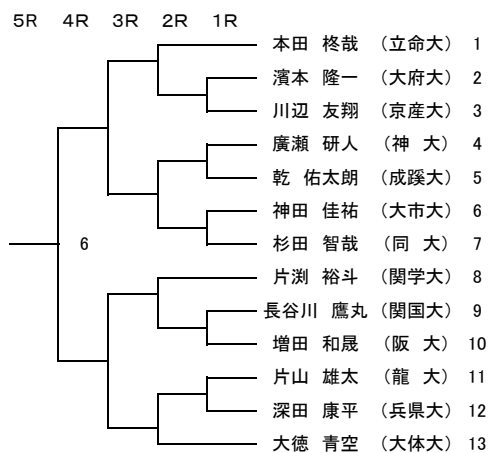 5R 4R 3R 2R 1R
本田 柊哉 （立命大） 1
濱本 隆一 （大府大） 2
川辺 友翔 （京産大） 3
廣瀬 研人 （神 大） 4
乾 佑太朗 （成蹊大） 5
神田 佳祐 （大市大） 6
杉田 智哉 （同 大） 7
6
片渕 裕斗 （関学大） 8
長谷川 鷹丸 （関国大） 9
増田 和晟 （阪 大） 10
片山 雄太 （龍 大） 11
深田 康平 （兵県大） 12
大徳 青空 （大体大） 13